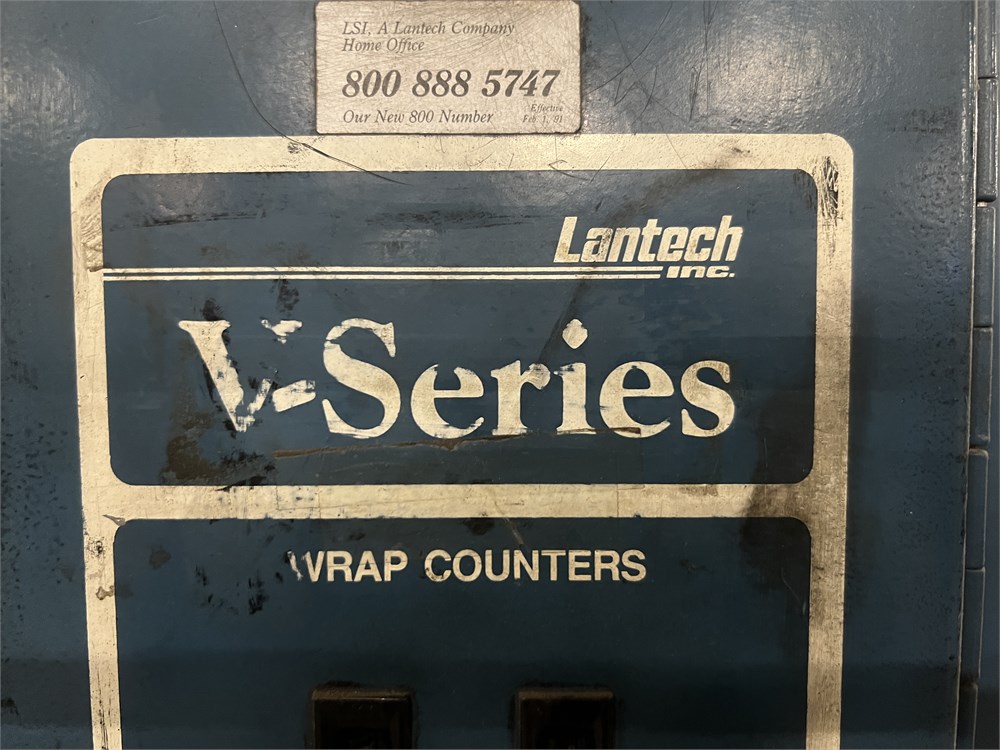 LSI, A Lantech Company
Home Office
800 888 5747
Our New 800 Number
Effective
Feb. 1, 91
Lantech
inc.
V-Series
WRAP COUNTERS